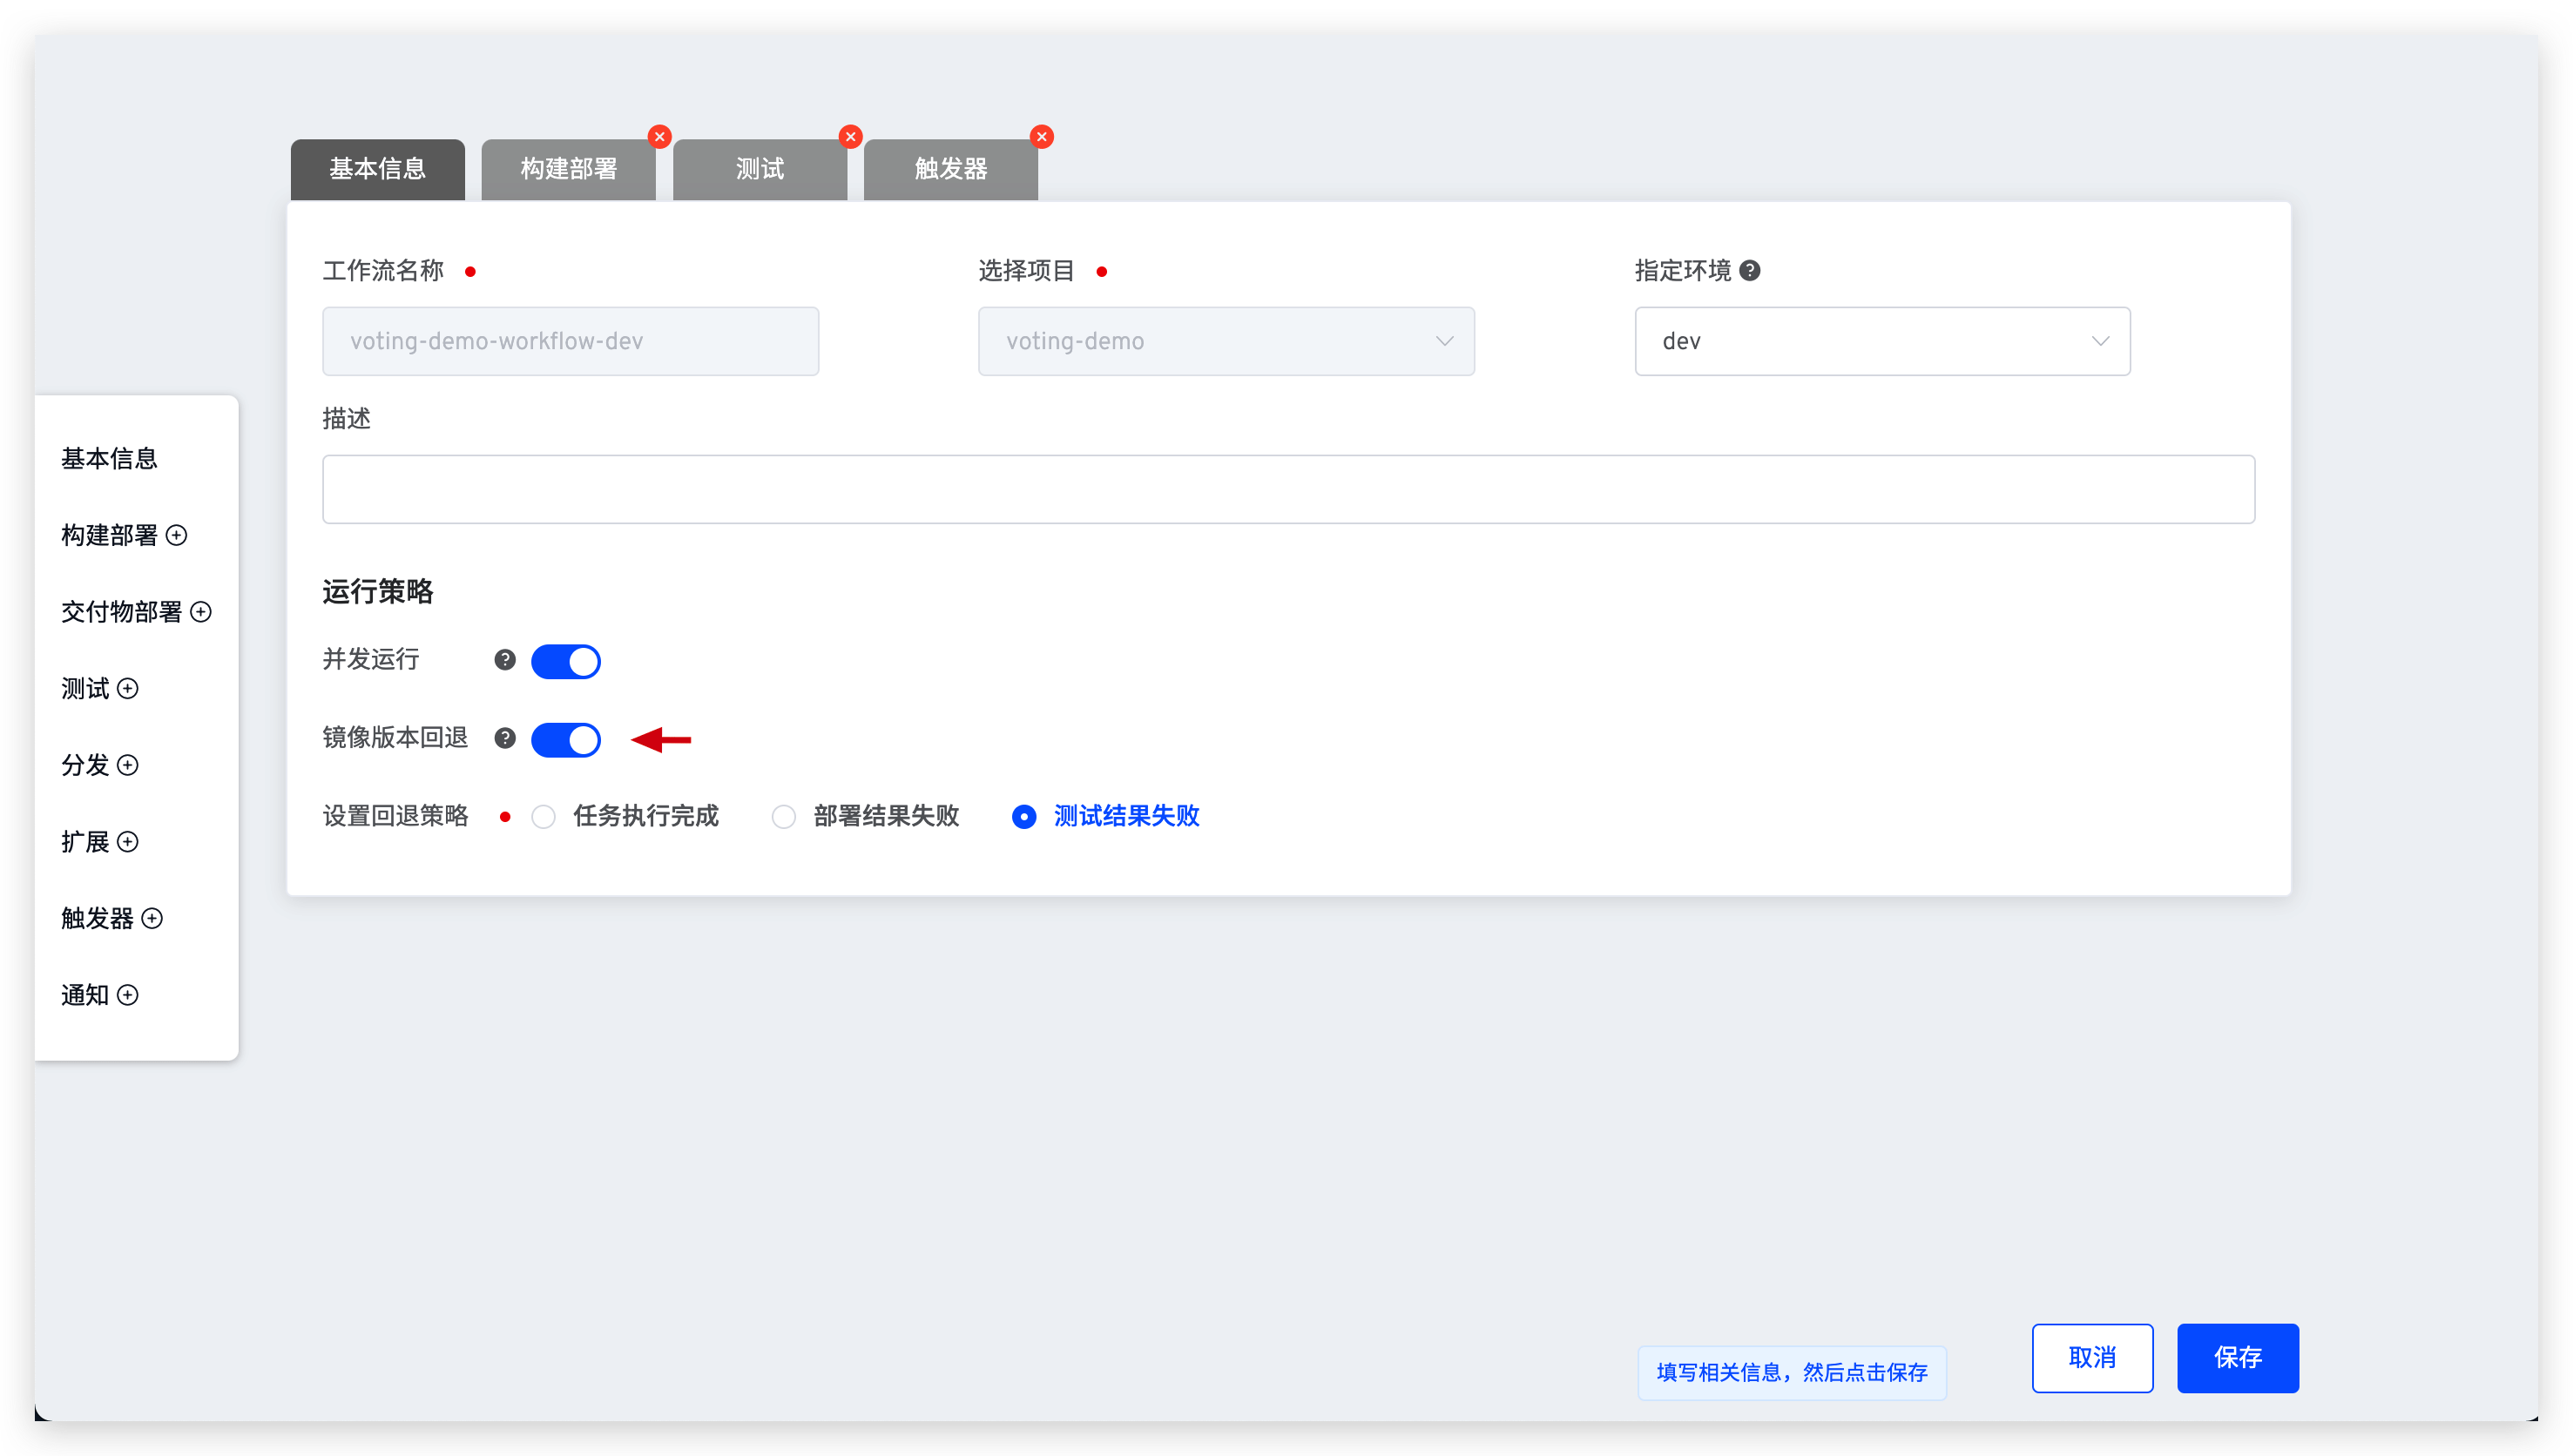 基本信息
构建部署
测试
触发器
工作流名称
选择项目
指定环境
voting-demo-workflow-dev
voting-demo
dev
描述
基本信息
构建部署
交付物部署
测试
分发
扩展
触发器
通知
运行策略
并发运行
镜像版本回退
设置回退策略
任务执行完成
部署结果失败
测试结果失败
填写相关信息，然后点击保存
取消
保存